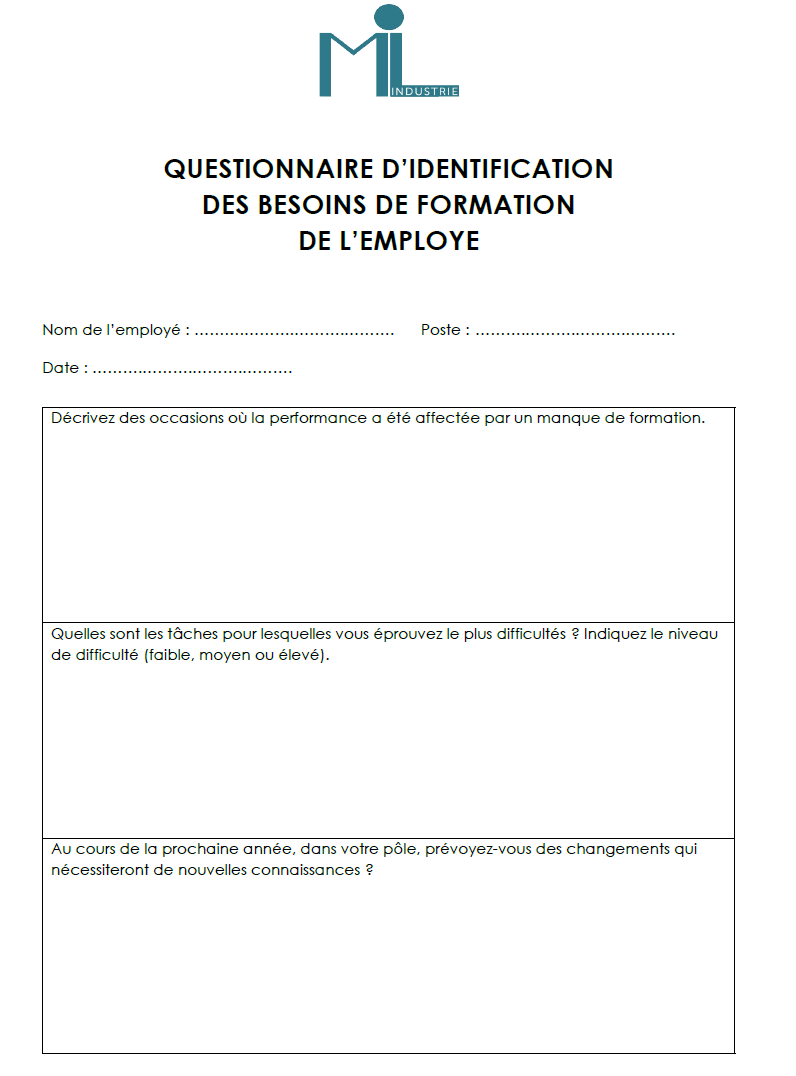 MiL
INDUSTRIE
QUESTIONNAIRE D’IDENTIFICATION
DES BESOINS DE FORMATION
DE L’EMPLOYE
Nom de l’employé : ………………………………… Poste : …………………………………
Date : …………………………………
Décrivez des occasions où la performance a été affectée par un manque de formation.
Quelles sont les tâches pour lesquelles vous éprouvez le plus difficultés ? Indiquez le niveau
de difficulté (faible, moyen ou élevé).
Au cours de la prochaine année, dans votre pôle, prévoyez-vous des changements qui
nécessiteront de nouvelles connaissances ?